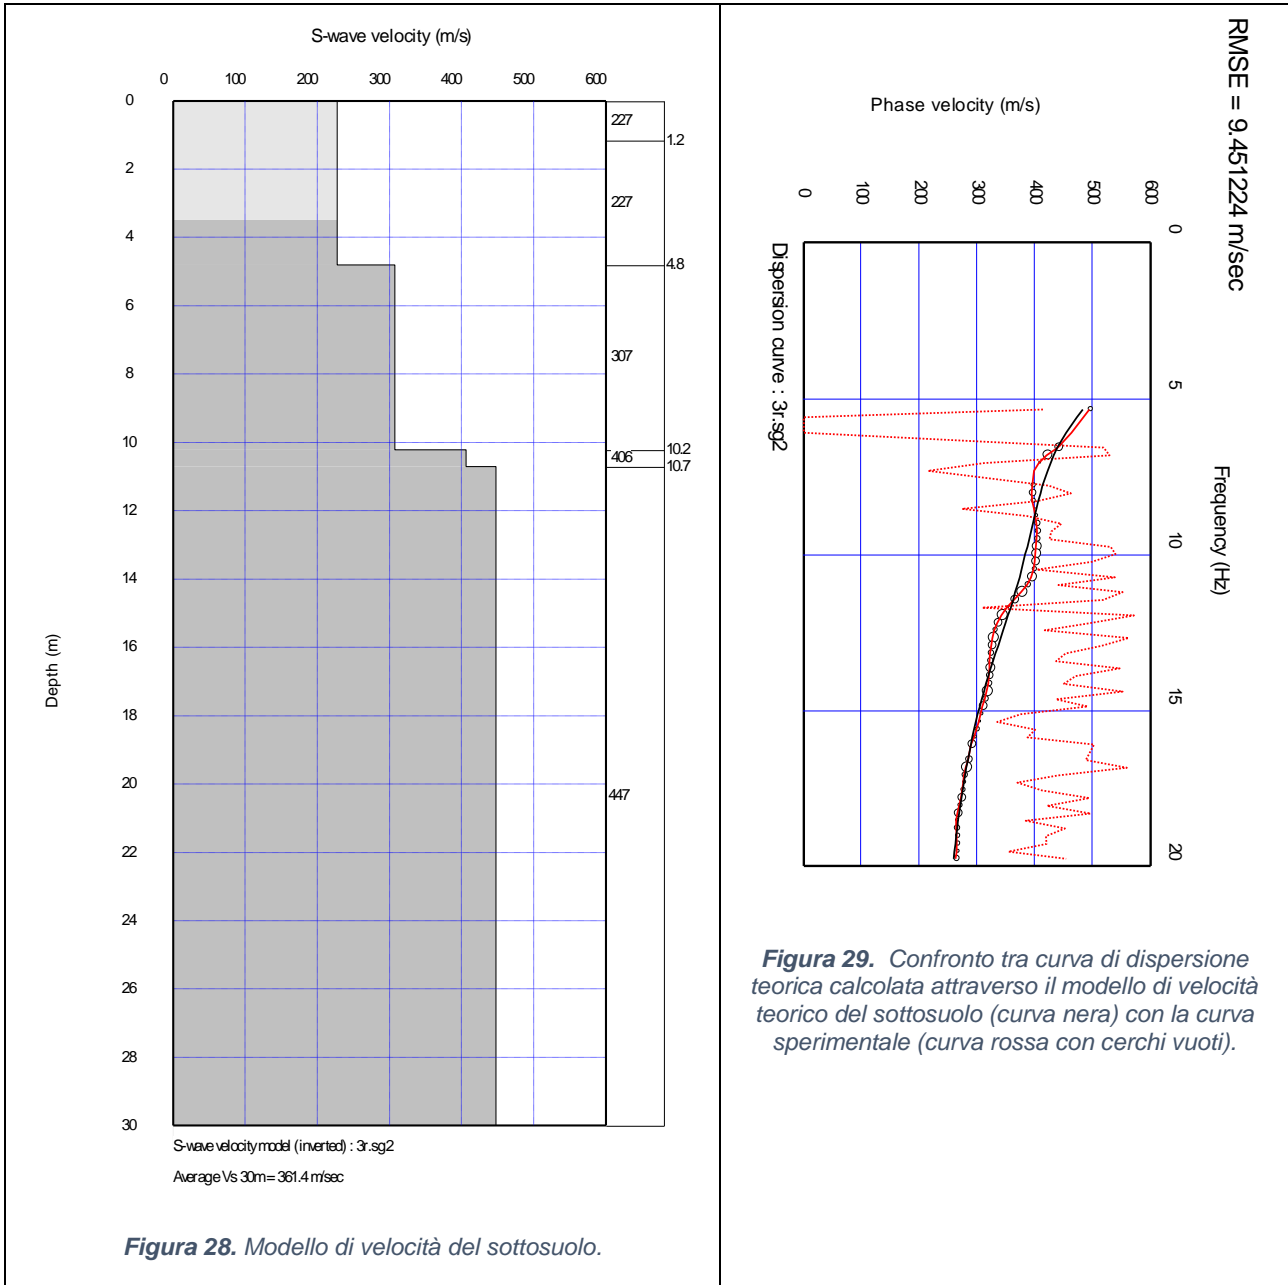 S-wave velocity (m/s)
0 100 200 300 400 500 600
0
2
4
6
8
10
12
14
16
18
20
22
24
26
28
30
Depth (m)
227
1.2
227
4.8
307
10.2
406
10.7
447
S-wave velocity model (inverted) : 3r.sg2
Average Vs 30m = 361.4 m/sec
Figura 28. Modello di velocità del sottosuolo.
RMSE = 9.451224 m/sec
Phase velocity (m/s)
0 100 200 300 400 500 600
0
5
10
15
20
Frequency (Hz)
Dispersion curve : 3r.sg2
Figura 29. Confronto tra curva di dispersione
teorica calcolata attraverso il modello di velocità
teorico del sottosuolo (curva nera) con la curva
sperimentale (curva rossa con cerchi vuoti).